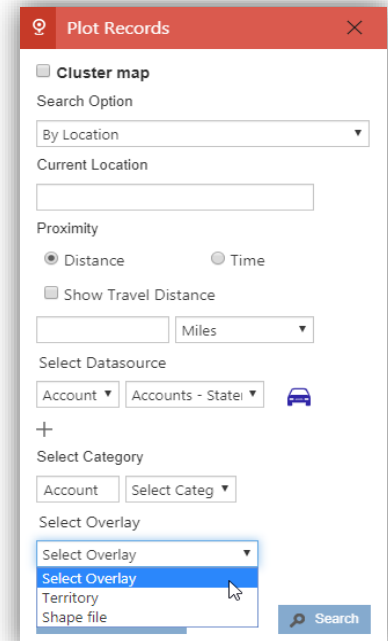 Plot Records
Cluster map
Search Option
By Location
Current Location
Proximity
Distance Time
Show Travel Distance
Miles
Select Datasource
Account Accounts - State
Select Category
Account Select Categ
Select Overlay
Select Overlay
Select Overlay
Territory
Shape file
Search